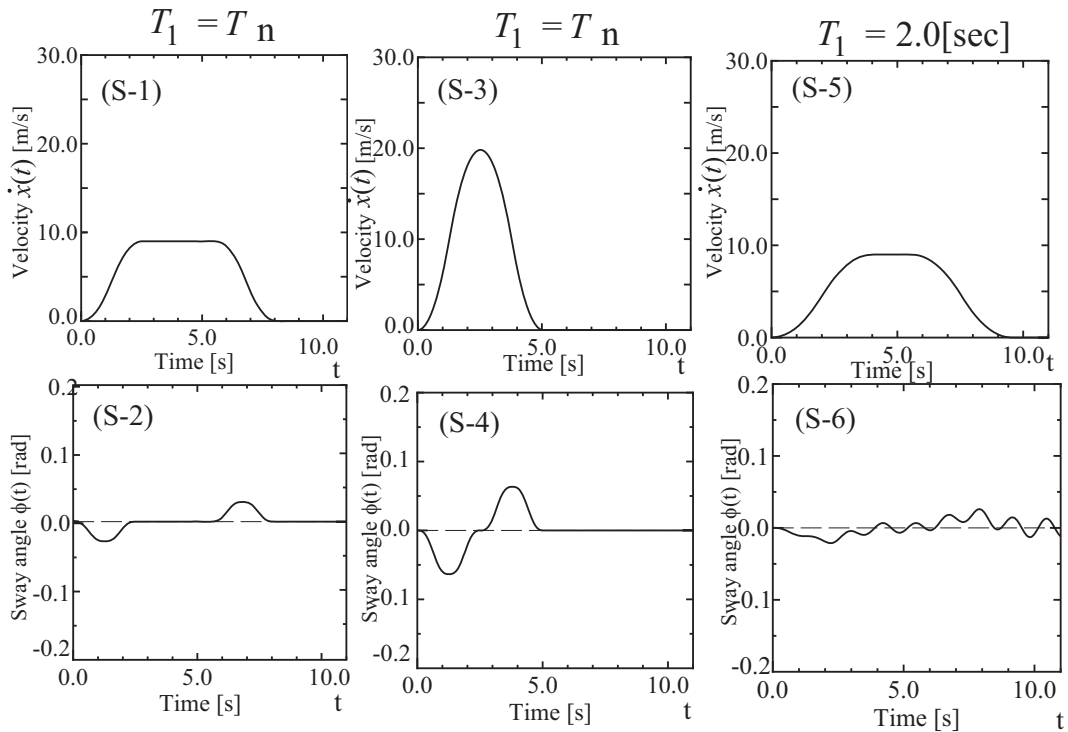 T1 = T n
T1 = T n
T1 = 2.0[sec]
(S-1)
Velocity ẋ(t) [m/s]
30.0
20.0
10.0
0.0
0.0 5.0 10.0
Time [s] t
(S-3)
Velocity ẋ(t) [m/s]
30.0
20.0
10.0
0.0
0.0 5.0 10.0
Time [s] t
(S-5)
Velocity ẋ(t) [m/s]
30.0
20.0
10.0
0.0
0.0 5.0 10.0
Time [s] t
(S-2)
Sway angle ϕ(t) [rad]
0.2
0.1
0.0
-0.1
-0.2
0.0 5.0 10.0
Time [s] t
(S-4)
Sway angle ϕ(t) [rad]
0.2
0.1
0.0
-0.1
-0.2
0.0 5.0 10.0
Time [s] t
(S-6)
Sway angle ϕ(t) [rad]
0.2
0.1
0.0
-0.1
-0.2
0.0 5.0 10.0
Time [s] t